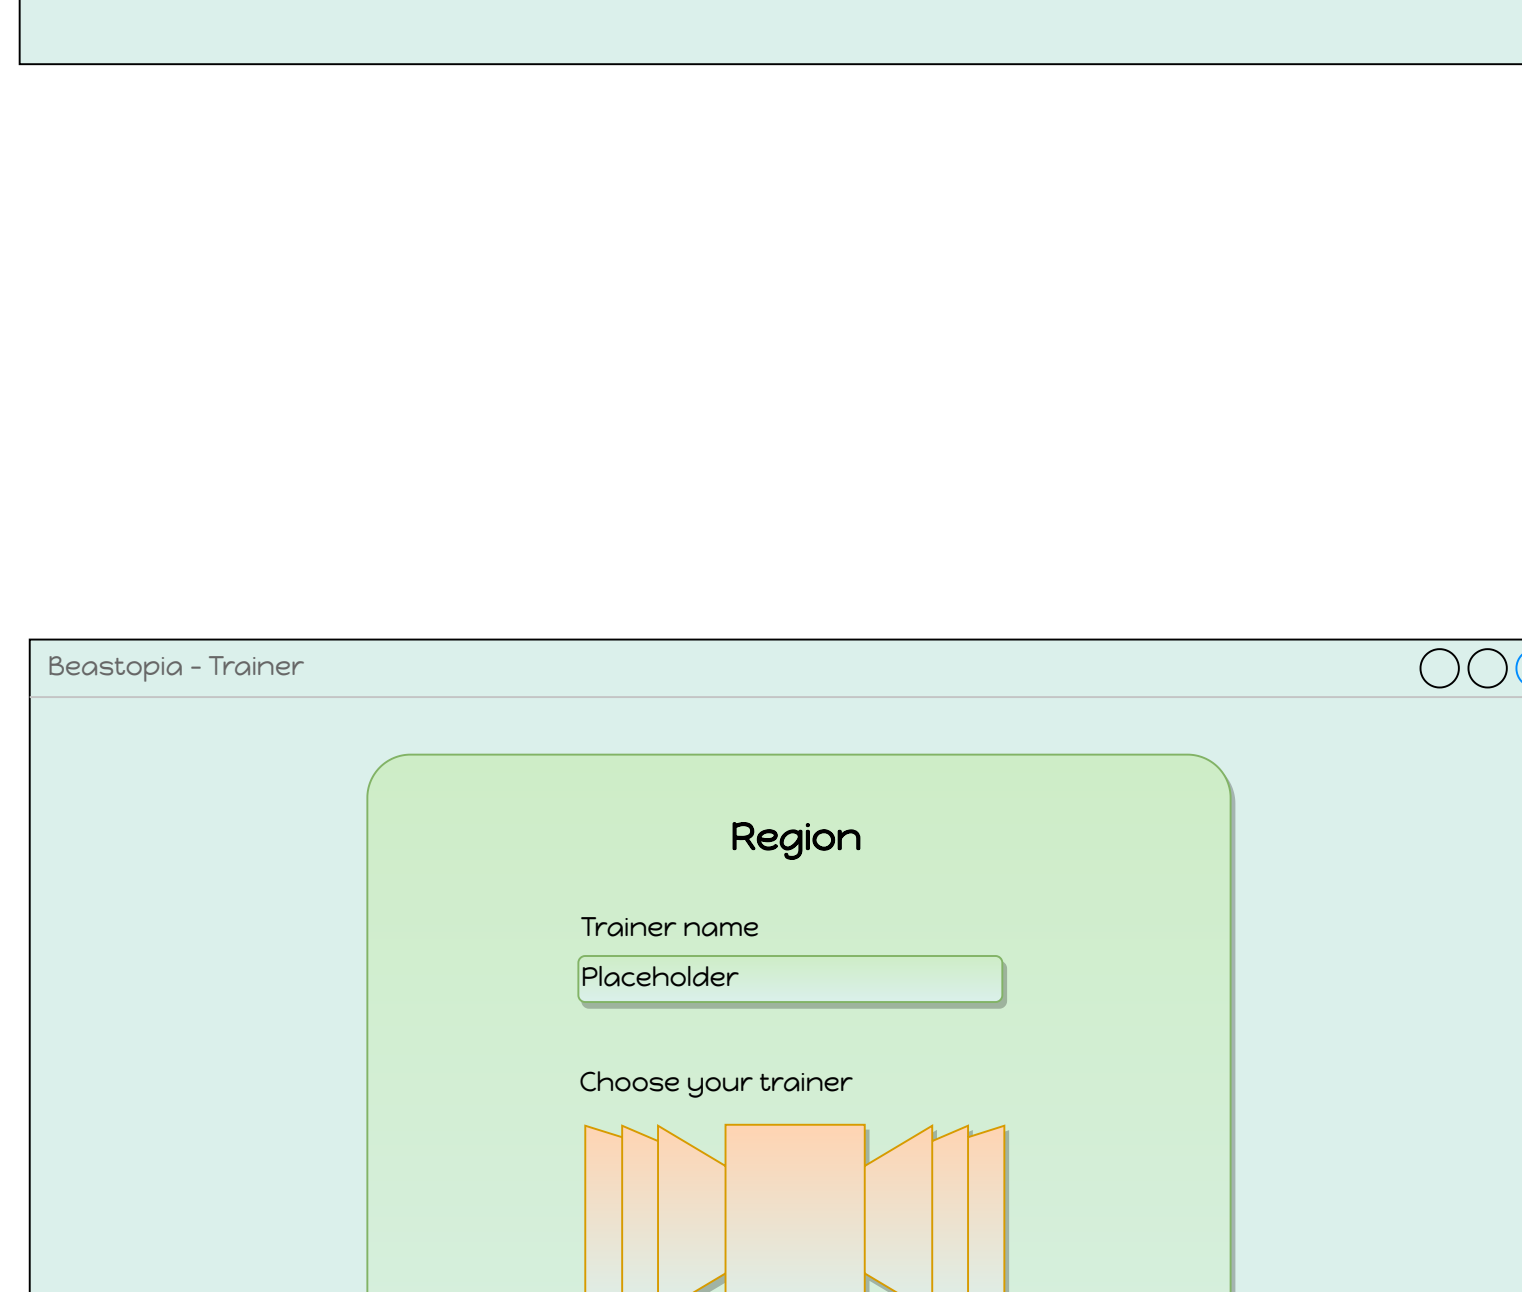 Beastopia - Trainer
Region
Trainer name
Placeholder
Choose your trainer